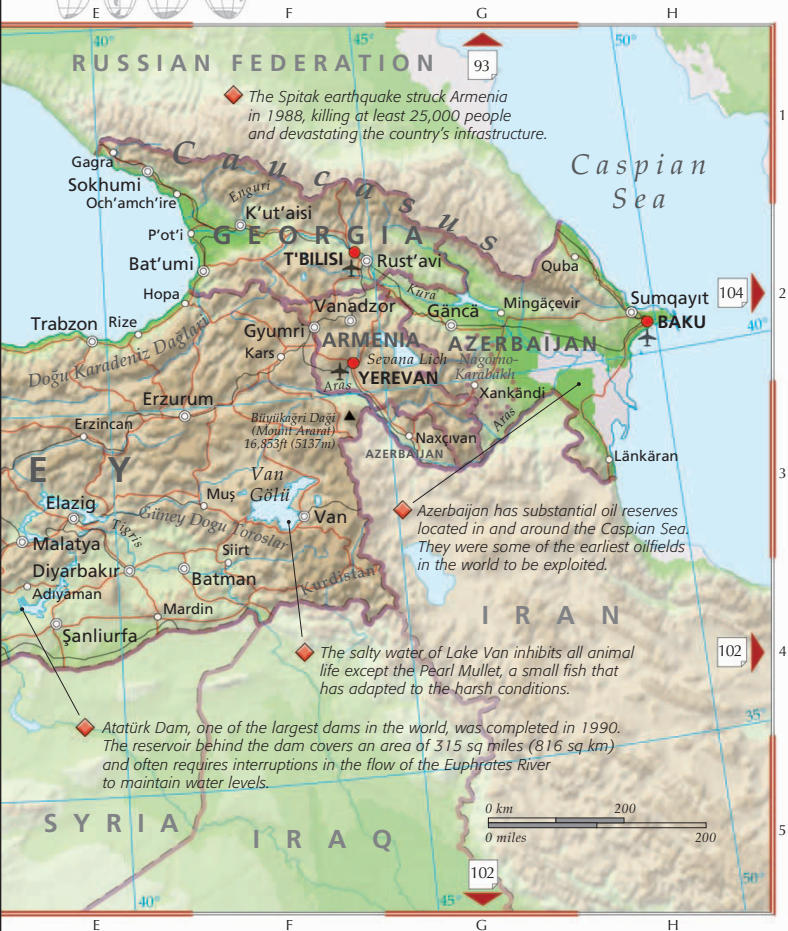 E F G H
40° 45° 50°
RUSSIAN FEDERATION
93
The Spitak earthquake struck Armenia
in 1988, killing at least 25,000 people
and devastating the country's infrastructure.
1
Caucasus
Caspian
Sea
Gagra
Sokhumi
Och'amch'ire
Enguri
K'ut'aisi
P'ot'i
GEORGIA
T'BILISI
Rust'avi
Bat'umi
Quba
Hopa
Kura
Mingäçevir
Sumqayıt
104
2
Trabzon
Rize
Vanadzor
Gäncä
BAKU
40°
Gyumri
ARMENIA
AZERBAIJAN
Doğu Karadeniz Dağlari
Kars
Sevana Lich
Nagorno-
Karabakh
YEREVAN
Aras
Xankändi
Erzurum
Aras
Büyükağri Daği
(Mount Ararat)
16,853ft (5137m)
Erzincan
Naxçıvan
AZERBAIJAN
Länkäran
3
E Y
Van
Gölü
Muş
Elazig
Güney Dogu Toroslar
Van
Tigris
Malatya
Siirt
Diyarbakır
Batman
Kurdistan
Adıyaman
Mardin
Şanliurfa
Azerbaijan has substantial oil reserves
located in and around the Caspian Sea.
They were some of the earliest oilfields
in the world to be exploited.
IRAN
The salty water of Lake Van inhibits all animal
life except the Pearl Mullet, a small fish that
has adapted to the harsh conditions.
102
4
Atatürk Dam, one of the largest dams in the world, was completed in 1990.
The reservoir behind the dam covers an area of 315 sq miles (816 sq km)
and often requires interruptions in the flow of the Euphrates River
to maintain water levels.
35°
SYRIA
IRAQ
0 km 200
0 miles 200
5
102
40° 45° 50°
E F G H